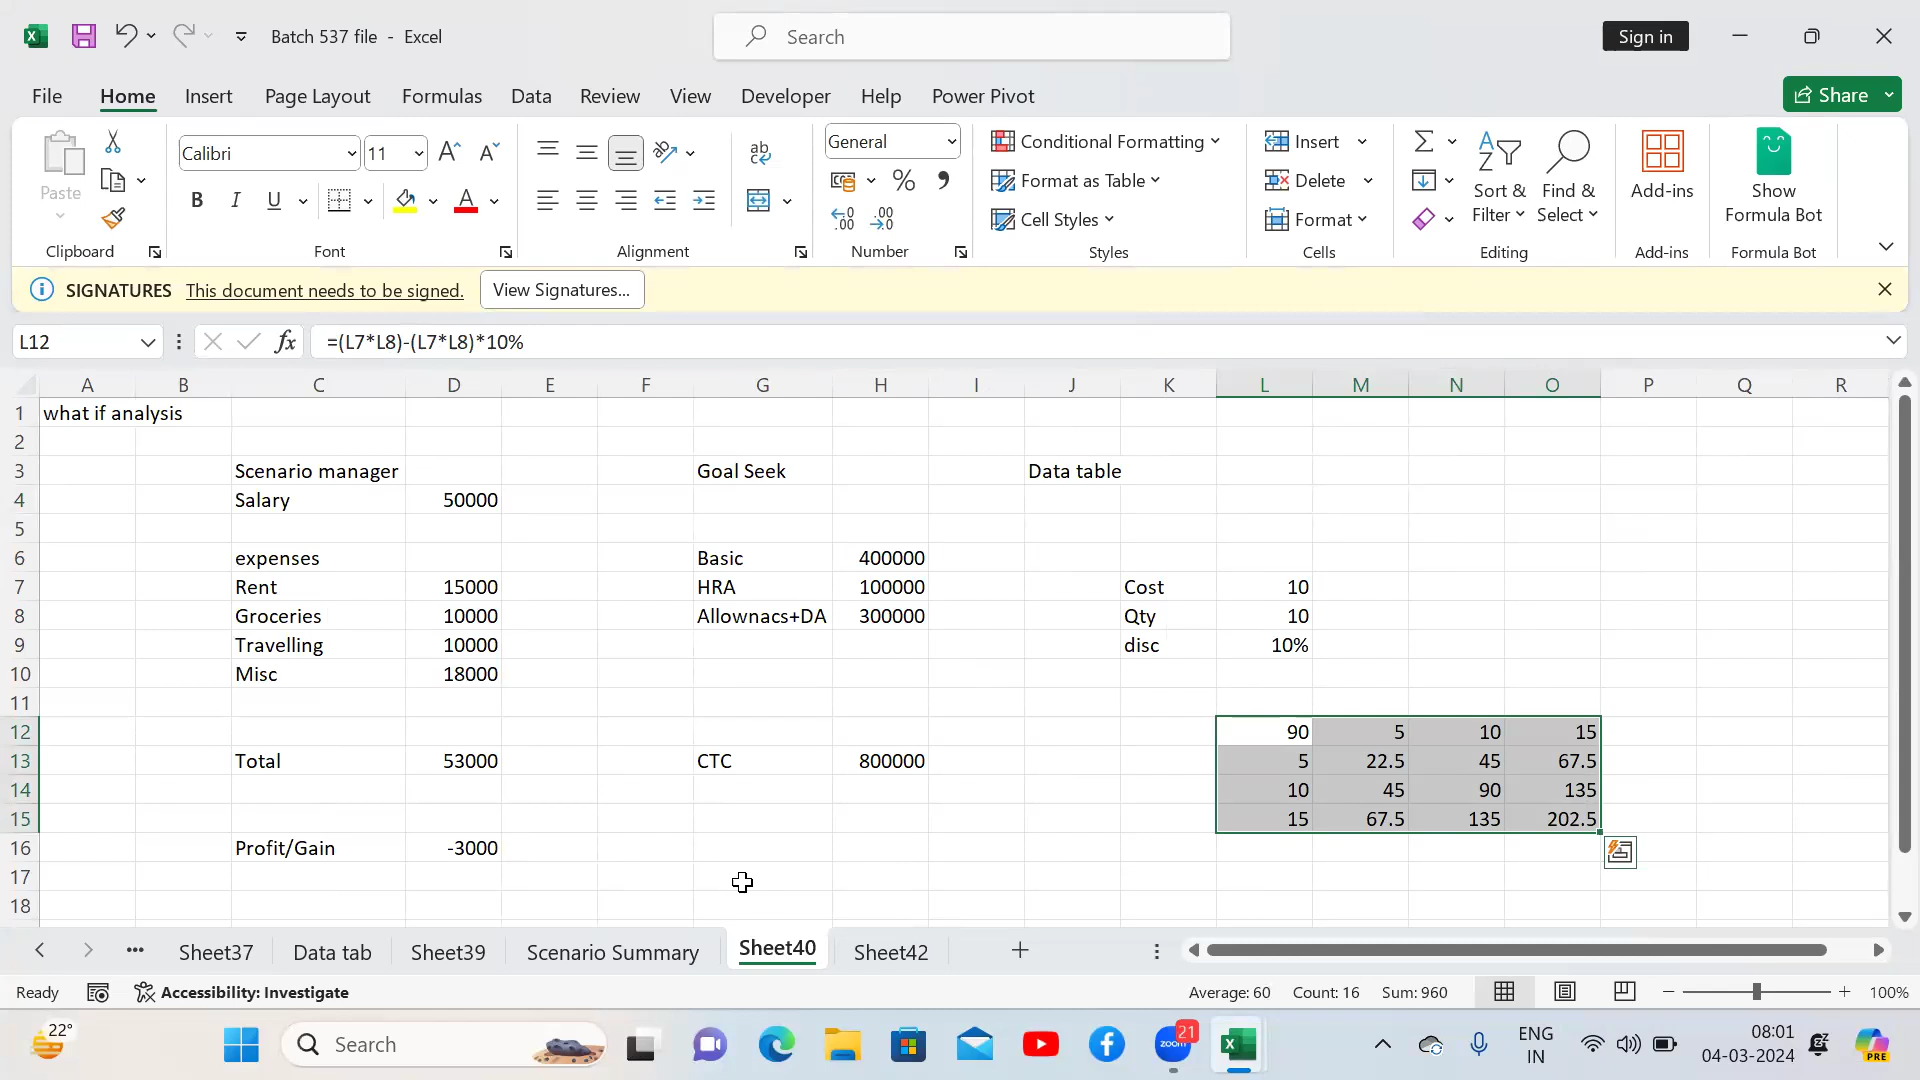 Batch 537 file - Excel
Search
Sign in
File Home Insert Page Layout Formulas Data Review View Developer Help Power Pivot
Share
Paste
Clipboard
Calibri 11
B I U A
Font
ab
Alignment
General
% ,
Number
Conditional Formatting
Format as Table
Cell Styles
Styles
Insert
Delete
Format
Cells
Sort & Filter
Find & Select
Editing
Add-ins
Add-ins
Show Formula Bot
Formula Bot
SIGNATURES This document needs to be signed. View Signatures...
L12 fx =(L7*L8)-(L7*L8)*10%
A B C D E F G H I J K L M N O P Q R
1 what if analysis
2
3 Scenario manager Goal Seek Data table
4 Salary 50000
5
6 expenses Basic 400000
7 Rent 15000 HRA 100000 Cost 10
8 Groceries 10000 Allownacs+DA 300000 Qty 10
9 Travelling 10000 disc 10%
10 Misc 18000
11
12 90 5 10 15
13 Total 53000 CTC 800000 5 22.5 45 67.5
14 10 45 90 135
15 15 67.5 135 202.5
16 Profit/Gain -3000
17
18
Sheet37 Data tab Sheet39 Scenario Summary Sheet40 Sheet42
Ready Accessibility: Investigate Average: 60 Count: 16 Sum: 960 100%
22°
Search
zoom
21
ENG
IN
08:01
04-03-2024
PRE